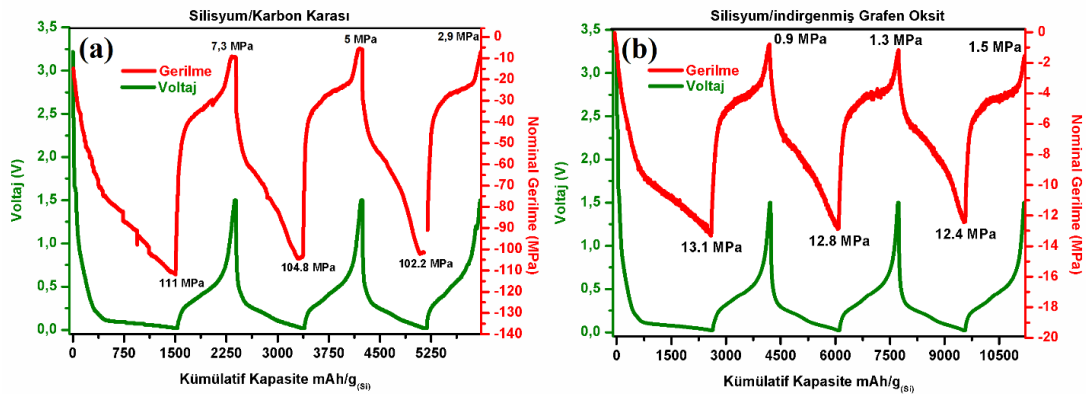 Silisyum/Karbon Karası
(a)
7,3 MPa
5 MPa
2,9 MPa
Gerilme
Voltaj
111 MPa
104.8 MPa
102.2 MPa
3,5
3,0
2,5
2,0
1,5
1,0
0,5
0,0
Voltaj (V)
0
-10
-20
-30
-40
-50
-60
-70
-80
-90
-100
-110
-120
-130
-140
Nominal Gerilme (MPa)
0 750 1500 2250 3000 3750 4500 5250
Kümülatif Kapasite mAh/g(Si)
Silisyum/indirgenmiş Grafen Oksit
(b)
0.9 MPa
1.3 MPa
1.5 MPa
Gerilme
Voltaj
13.1 MPa
12.8 MPa
12.4 MPa
3,5
3,0
2,5
2,0
1,5
1,0
0,5
0,0
Voltaj (V)
0
-2
-4
-6
-8
-10
-12
-14
-16
-18
-20
Nominal Gerilme (MPa)
0 1500 3000 4500 6000 7500 9000 10500
Kümülatif Kapasite mAh/g(Si)